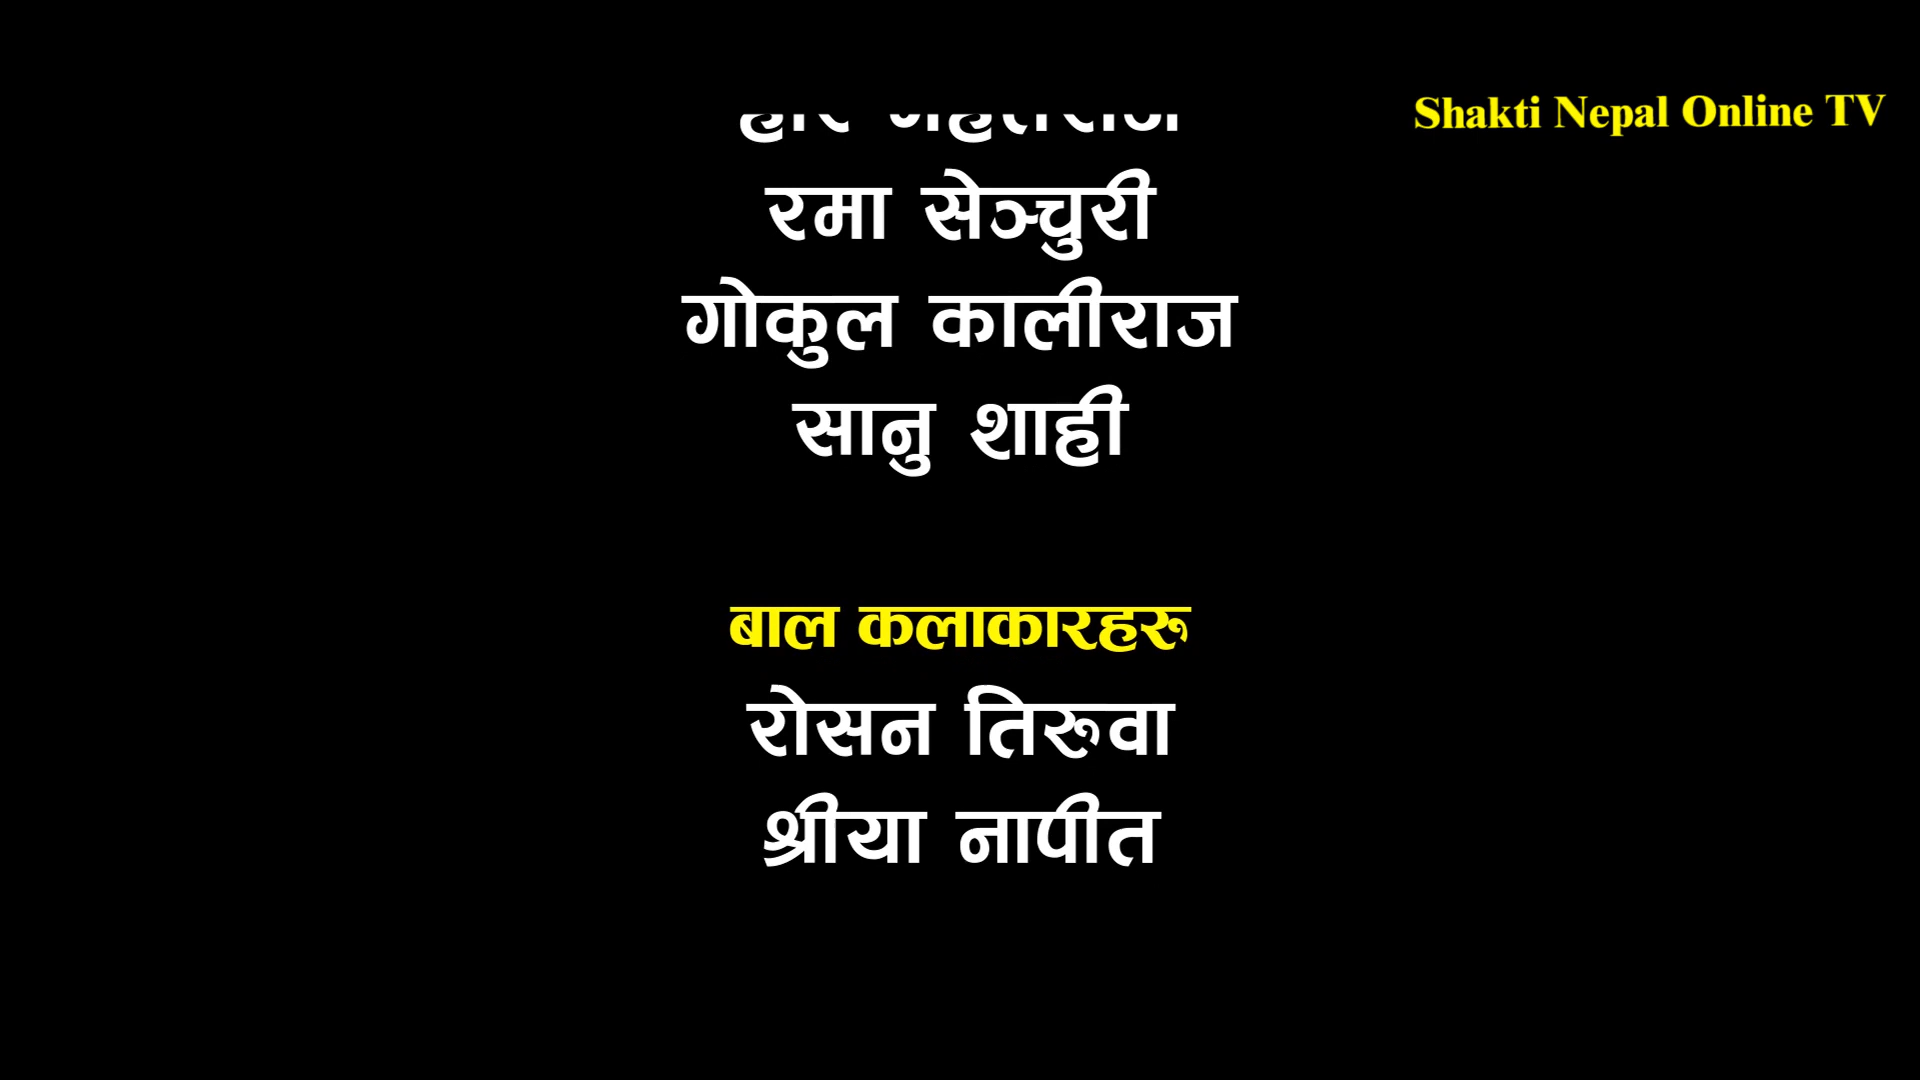 Shakti Nepal Online TV
रमा सेञ्चुरी
गोकुल कालीराज
सानु शाही
बाल कलाकारहरू
रोसन तिरुवा
श्रीया नापीत